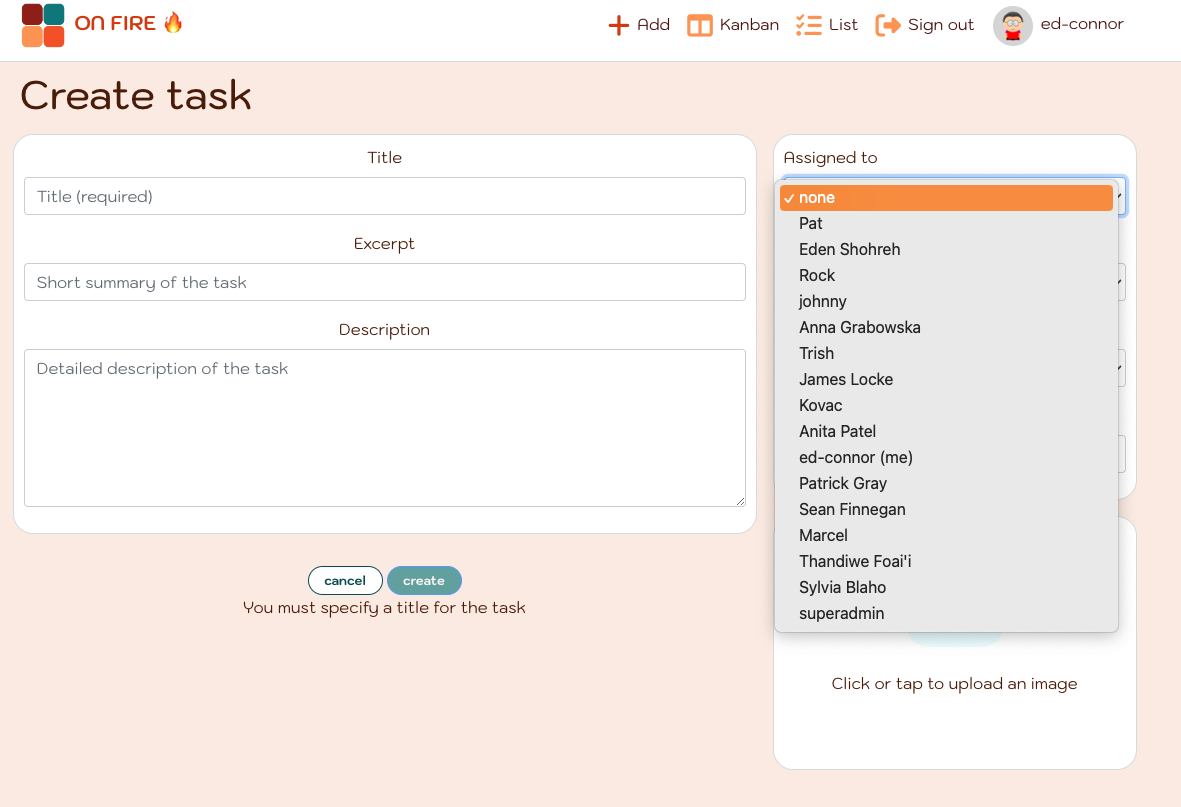 ON FIRE 🔥
Add
Kanban
List
Sign out
ed-connor
Create task
Title
Title (required)
Excerpt
Short summary of the task
Description
Detailed description of the task
cancel
create
You must specify a title for the task
Assigned to
✓ none
Pat
Eden Shohreh
Rock
johnny
Anna Grabowska
Trish
James Locke
Kovac
Anita Patel
ed-connor (me)
Patrick Gray
Sean Finnegan
Marcel
Thandiwe Foai'i
Sylvia Blaho
superadmin
Click or tap to upload an image